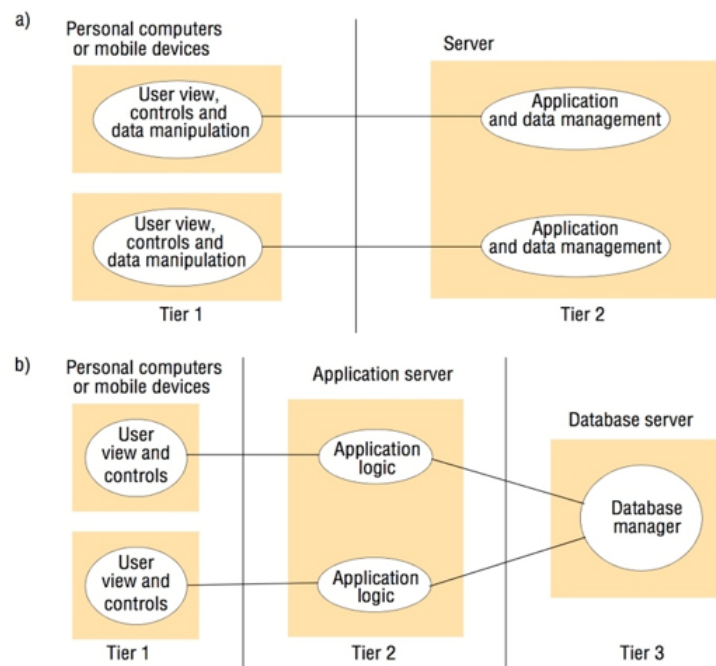 a)
Personal computers
or mobile devices
Server
User view,
controls and
data manipulation
Application
and data management
User view,
controls and
data manipulation
Application
and data management
Tier 1
Tier 2
b)
Personal computers
or mobile devices
Application server
Database server
User
view and
controls
Application
logic
Database
manager
User
view and
controls
Application
logic
Tier 1
Tier 2
Tier 3